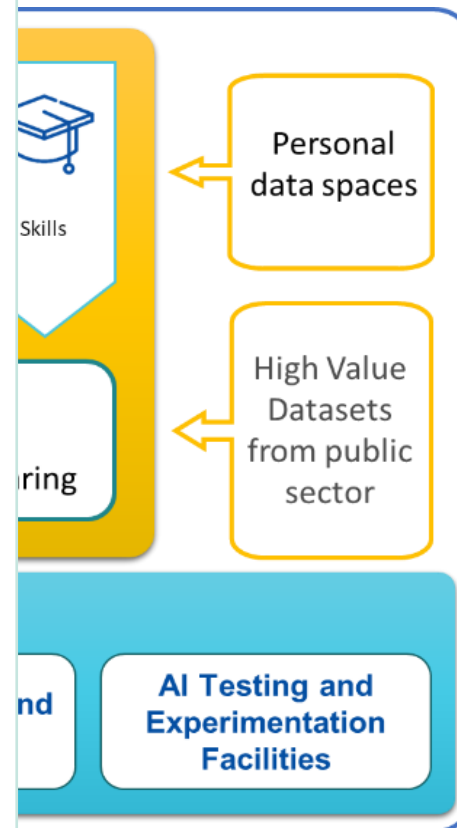 Personal
data spaces
Skills
High Value
Datasets
from public
sector
ring
nd
AI Testing and
Experimentation
Facilities